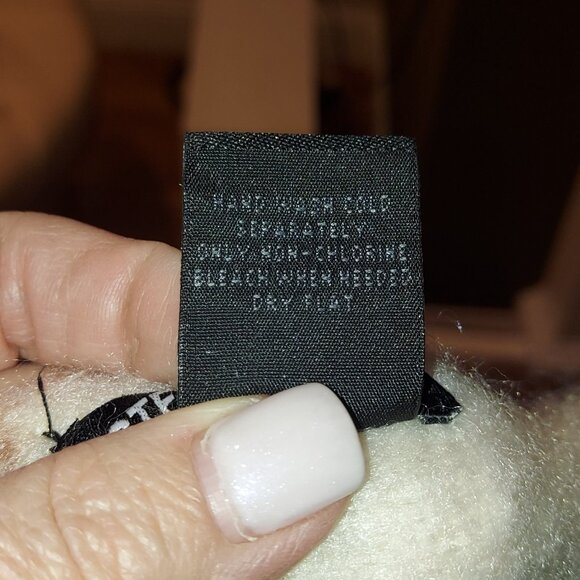 HAND WASH COLD
SEPARATELY
ONLY NON-CHLORINE
BLEACH WHEN NEEDED
DRY FLAT